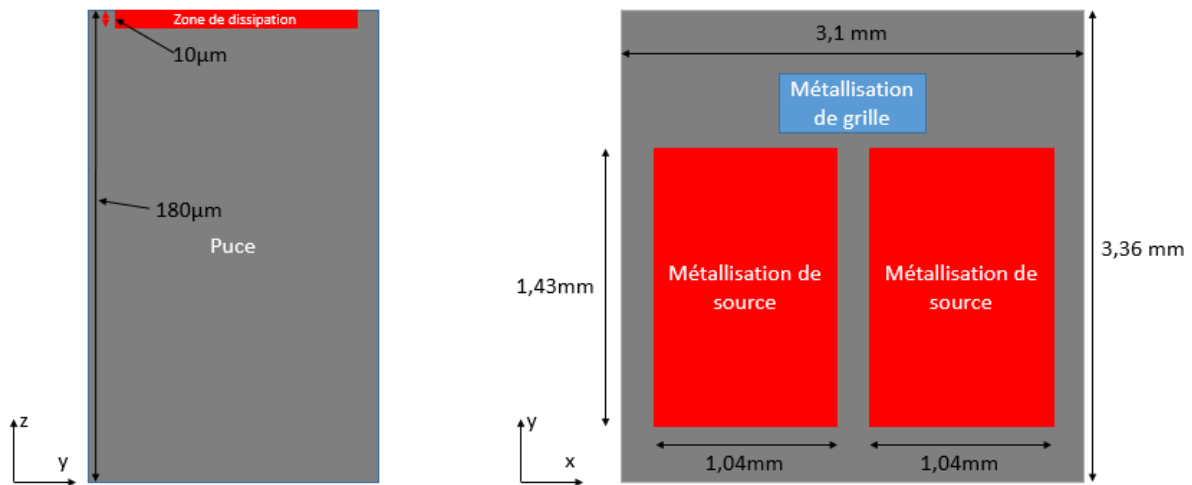 Zone de dissipation
10µm
180µm
Puce
z
y
3,1 mm
Métallisation
de grille
1,43mm
Métallisation de
source
Métallisation de
source
3,36 mm
1,04mm
1,04mm
y
x